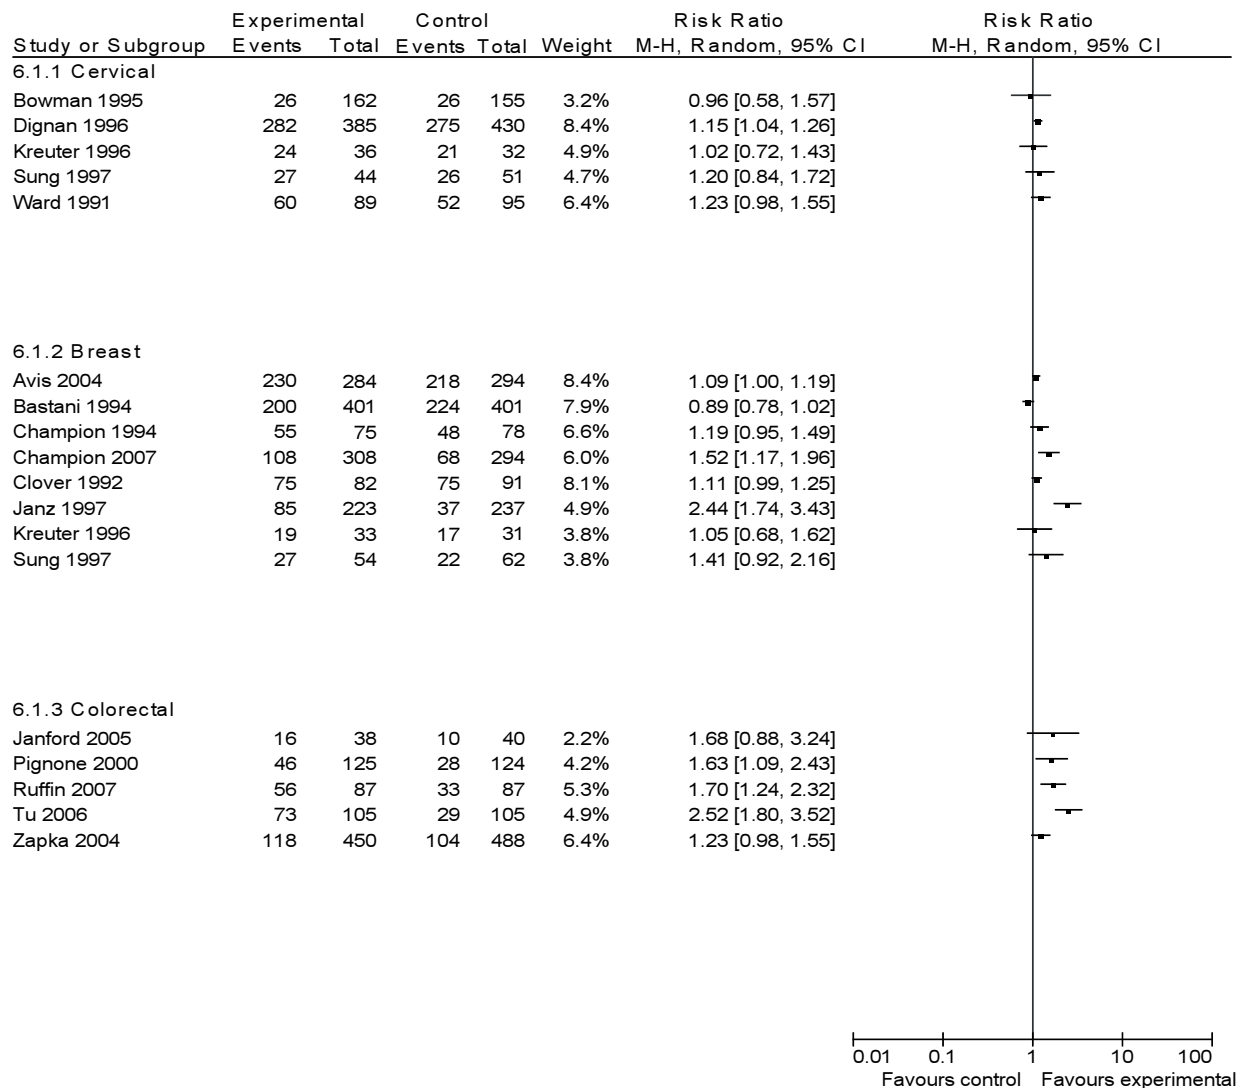 Experimental Control Risk Ratio Risk Ratio
Study or Subgroup Events Total Events Total Weight M-H, Random, 95% CI M-H, Random, 95% CI
6.1.1 Cervical
Bowman 1995 26 162 26 155 3.2% 0.96 [0.58, 1.57]
Dignan 1996 282 385 275 430 8.4% 1.15 [1.04, 1.26]
Kreuter 1996 24 36 21 32 4.9% 1.02 [0.72, 1.43]
Sung 1997 27 44 26 51 4.7% 1.20 [0.84, 1.72]
Ward 1991 60 89 52 95 6.4% 1.23 [0.98, 1.55]
6.1.2 Breast
Avis 2004 230 284 218 294 8.4% 1.09 [1.00, 1.19]
Bastani 1994 200 401 224 401 7.9% 0.89 [0.78, 1.02]
Champion 1994 55 75 48 78 6.6% 1.19 [0.95, 1.49]
Champion 2007 108 308 68 294 6.0% 1.52 [1.17, 1.96]
Clover 1992 75 82 75 91 8.1% 1.11 [0.99, 1.25]
Janz 1997 85 223 37 237 4.9% 2.44 [1.74, 3.43]
Kreuter 1996 19 33 17 31 3.8% 1.05 [0.68, 1.62]
Sung 1997 27 54 22 62 3.8% 1.41 [0.92, 2.16]
6.1.3 Colorectal
Janford 2005 16 38 10 40 2.2% 1.68 [0.88, 3.24]
Pignone 2000 46 125 28 124 4.2% 1.63 [1.09, 2.43]
Ruffin 2007 56 87 33 87 5.3% 1.70 [1.24, 2.32]
Tu 2006 73 105 29 105 4.9% 2.52 [1.80, 3.52]
Zapka 2004 118 450 104 488 6.4% 1.23 [0.98, 1.55]
0.01 0.1 1 10 100
Favours control Favours experimental